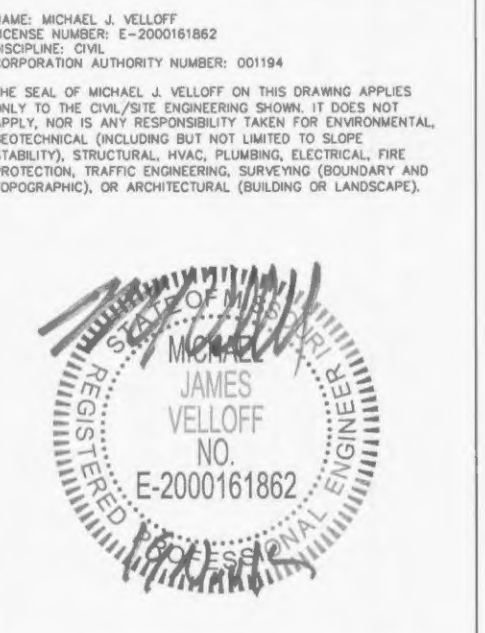 NAME: MICHAEL J. VELLOFF
LICENSE NUMBER: E-2000161862
DISCIPLINE: CIVIL
CORPORATION AUTHORITY NUMBER: 001194
THE SEAL OF MICHAEL J. VELLOFF ON THIS DRAWING APPLIES
ONLY TO THE CIVIL/SITE ENGINEERING SHOWN. IT DOES NOT
APPLY, NOR IS ANY RESPONSIBILITY TAKEN FOR ENVIRONMENTAL,
GEOTECHNICAL (INCLUDING BUT NOT LIMITED TO SLOPE
STABILITY), STRUCTURAL, HVAC, PLUMBING, ELECTRICAL, FIRE
PROTECTION, TRAFFIC ENGINEERING, SURVEYING (BOUNDARY AND
TOPOGRAPHIC), OR ARCHITECTURAL (BUILDING OR LANDSCAPE).
STATE OF MISSOURI
MICHAEL
JAMES
VELLOFF
NO.
E-2000161862
REGISTERED PROFESSIONAL ENGINEER